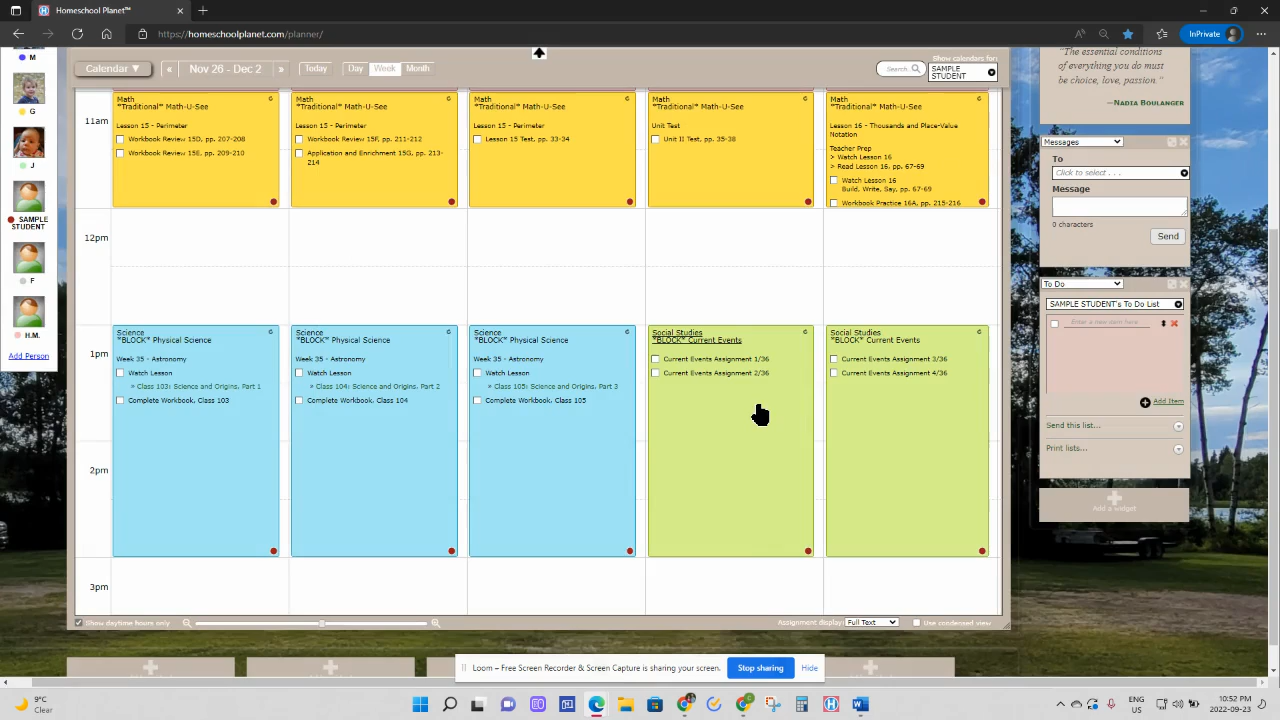 Homeschool Planet™
https://homeschoolplanet.com/planner/
InPrivate
M
G
J
SAMPLE
STUDENT
F
H.M.
Add Person
Calendar ▼
«
Nov 26 - Dec 2
»
Today
Day
Week
Month
Search...
Show calendars for:
SAMPLE
STUDENT
11am
12pm
1pm
2pm
3pm
Math
*Traditional* Math-U-See
Lesson 15 - Perimeter
Workbook Review 15D, pp. 207-208
Workbook Review 15E, pp. 209-210
Math
*Traditional* Math-U-See
Lesson 15 - Perimeter
Workbook Review 15F, pp. 211-212
Application and Enrichment 15G, pp. 213-
214
Math
*Traditional* Math-U-See
Lesson 15 - Perimeter
Lesson 15 Test, pp. 33-34
Math
*Traditional* Math-U-See
Unit Test
Unit II Test, pp. 35-38
Math
*Traditional* Math-U-See
Lesson 16 - Thousands and Place-Value
Notation
Teacher Prep
> Watch Lesson 16
> Read Lesson 16, pp. 67-69
Watch Lesson 16
Build, Write, Say, pp. 67-69
Workbook Practice 16A, pp. 215-216
Science
*BLOCK* Physical Science
Week 35 - Astronomy
Watch Lesson
» Class 103: Science and Origins, Part 1
Complete Workbook, Class 103
Science
*BLOCK* Physical Science
Week 35 - Astronomy
Watch Lesson
» Class 104: Science and Origins, Part 2
Complete Workbook, Class 104
Science
*BLOCK* Physical Science
Week 35 - Astronomy
Watch Lesson
» Class 105: Science and Origins, Part 3
Complete Workbook, Class 105
Social Studies
*BLOCK* Current Events
Current Events Assignment 1/36
Current Events Assignment 2/36
Social Studies
*BLOCK* Current Events
Current Events Assignment 3/36
Current Events Assignment 4/36
Show daytime hours only
Assignment display:
Full Text
Use condensed view
"The essential conditions
of everything you do must
be choice, love, passion."
—Nadia Boulanger
Messages
To
Click to select . . .
Message
0 characters
Send
To Do
SAMPLE STUDENT's To Do List
Enter a new item here
Add Item
Send this list...
Print lists...
Add a widget
Loom – Free Screen Recorder & Screen Capture is sharing your screen.
Stop sharing
Hide
9°C
Clear
ENG
US
10:52 PM
2022-09-23